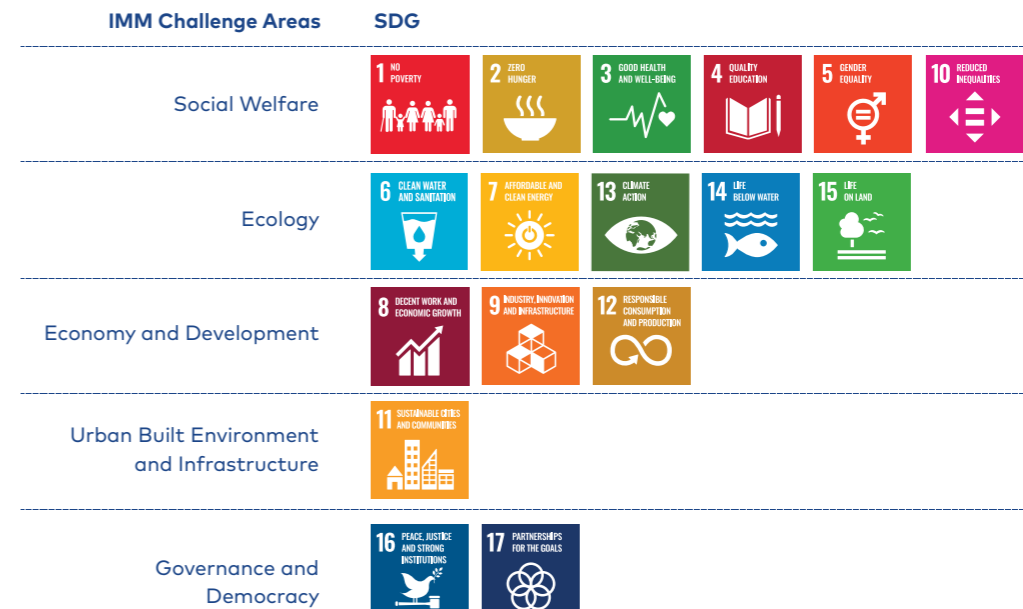 IMM Challenge Areas SDG
Social Welfare
1 NO
POVERTY
2 ZERO
HUNGER
3 GOOD HEALTH
AND WELL-BEING
4 QUALITY
EDUCATION
5 GENDER
EQUALITY
10 REDUCED
INEQUALITIES
Ecology
6 CLEAN WATER
AND SANITATION
7 AFFORDABLE AND
CLEAN ENERGY
13 CLIMATE
ACTION
14 LIFE
BELOW WATER
15 LIFE
ON LAND
Economy and Development
8 DECENT WORK AND
ECONOMIC GROWTH
9 INDUSTRY, INNOVATION
AND INFRASTRUCTURE
12 RESPONSIBLE
CONSUMPTION
AND PRODUCTION
Urban Built Environment
and Infrastructure
11 SUSTAINABLE CITIES
AND COMMUNITIES
Governance and
Democracy
16 PEACE, JUSTICE
AND STRONG
INSTITUTIONS
17 PARTNERSHIPS
FOR THE GOALS